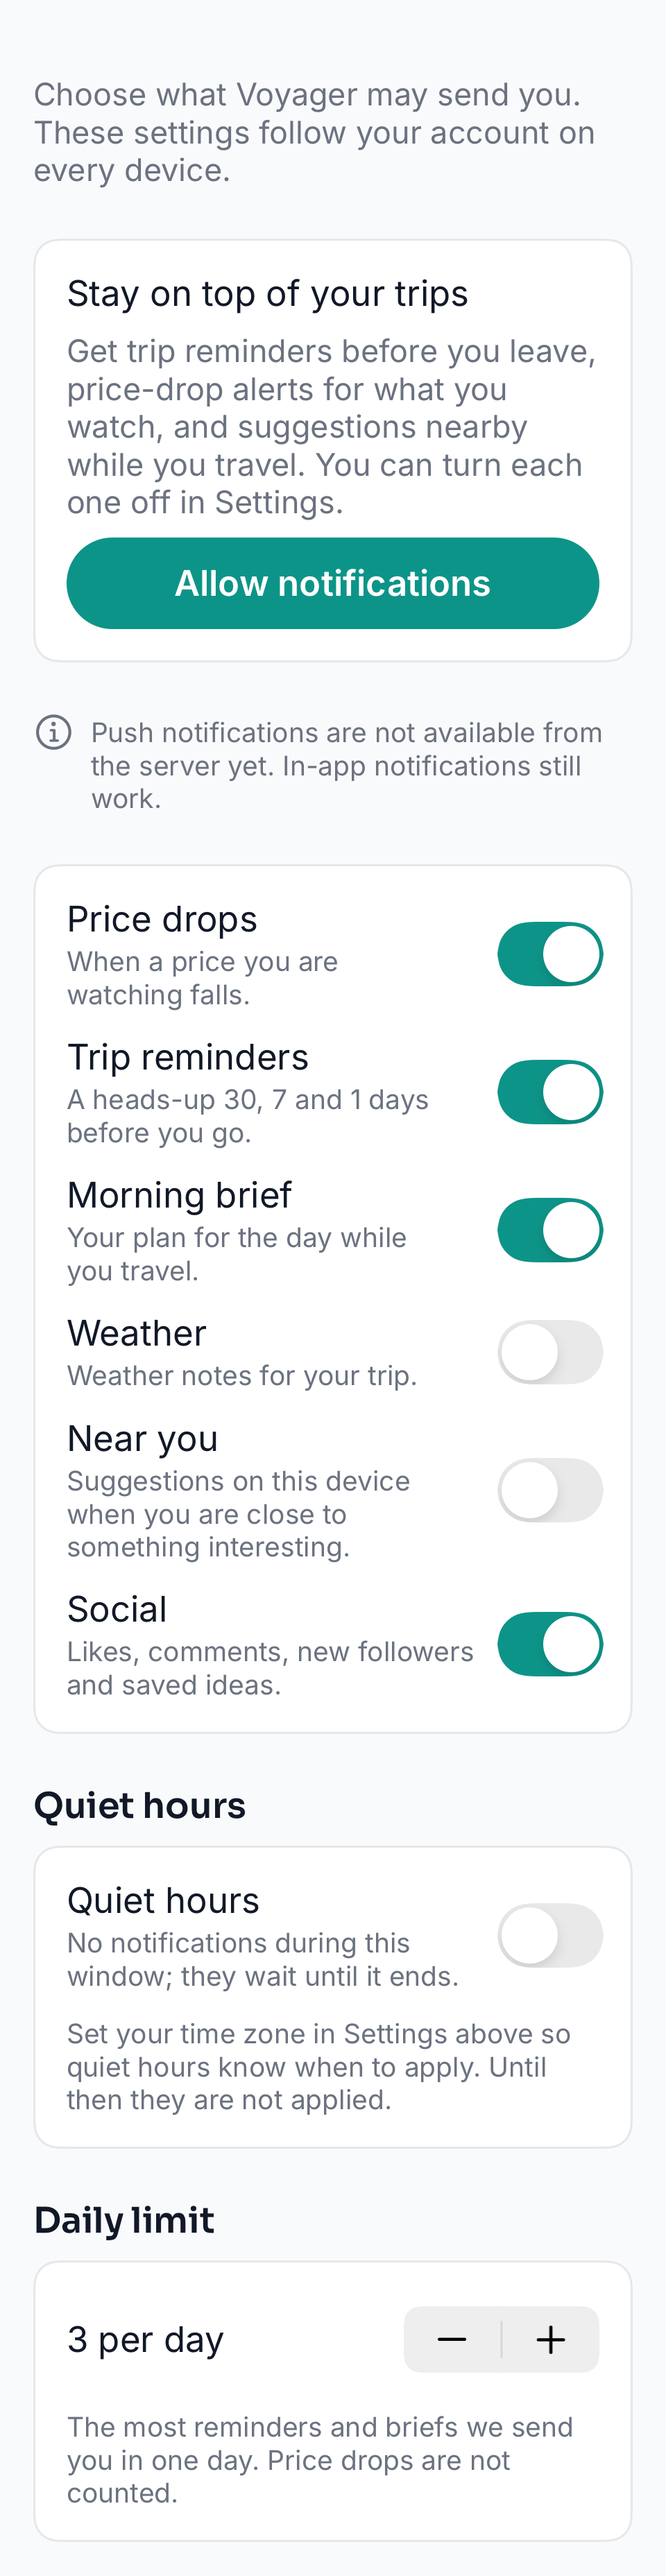 Choose what Voyager may send you.
These settings follow your account on
every device.
Stay on top of your trips
Get trip reminders before you leave,
price-drop alerts for what you
watch, and suggestions nearby
while you travel. You can turn each
one off in Settings.
Allow notifications
Push notifications are not available from
the server yet. In-app notifications still
work.
Price drops
When a price you are
watching falls.
Trip reminders
A heads-up 30, 7 and 1 days
before you go.
Morning brief
Your plan for the day while
you travel.
Weather
Weather notes for your trip.
Near you
Suggestions on this device
when you are close to
something interesting.
Social
Likes, comments, new followers
and saved ideas.
Quiet hours
Quiet hours
No notifications during this
window; they wait until it ends.
Set your time zone in Settings above so
quiet hours know when to apply. Until
then they are not applied.
Daily limit
3 per day
The most reminders and briefs we send
you in one day. Price drops are not
counted.